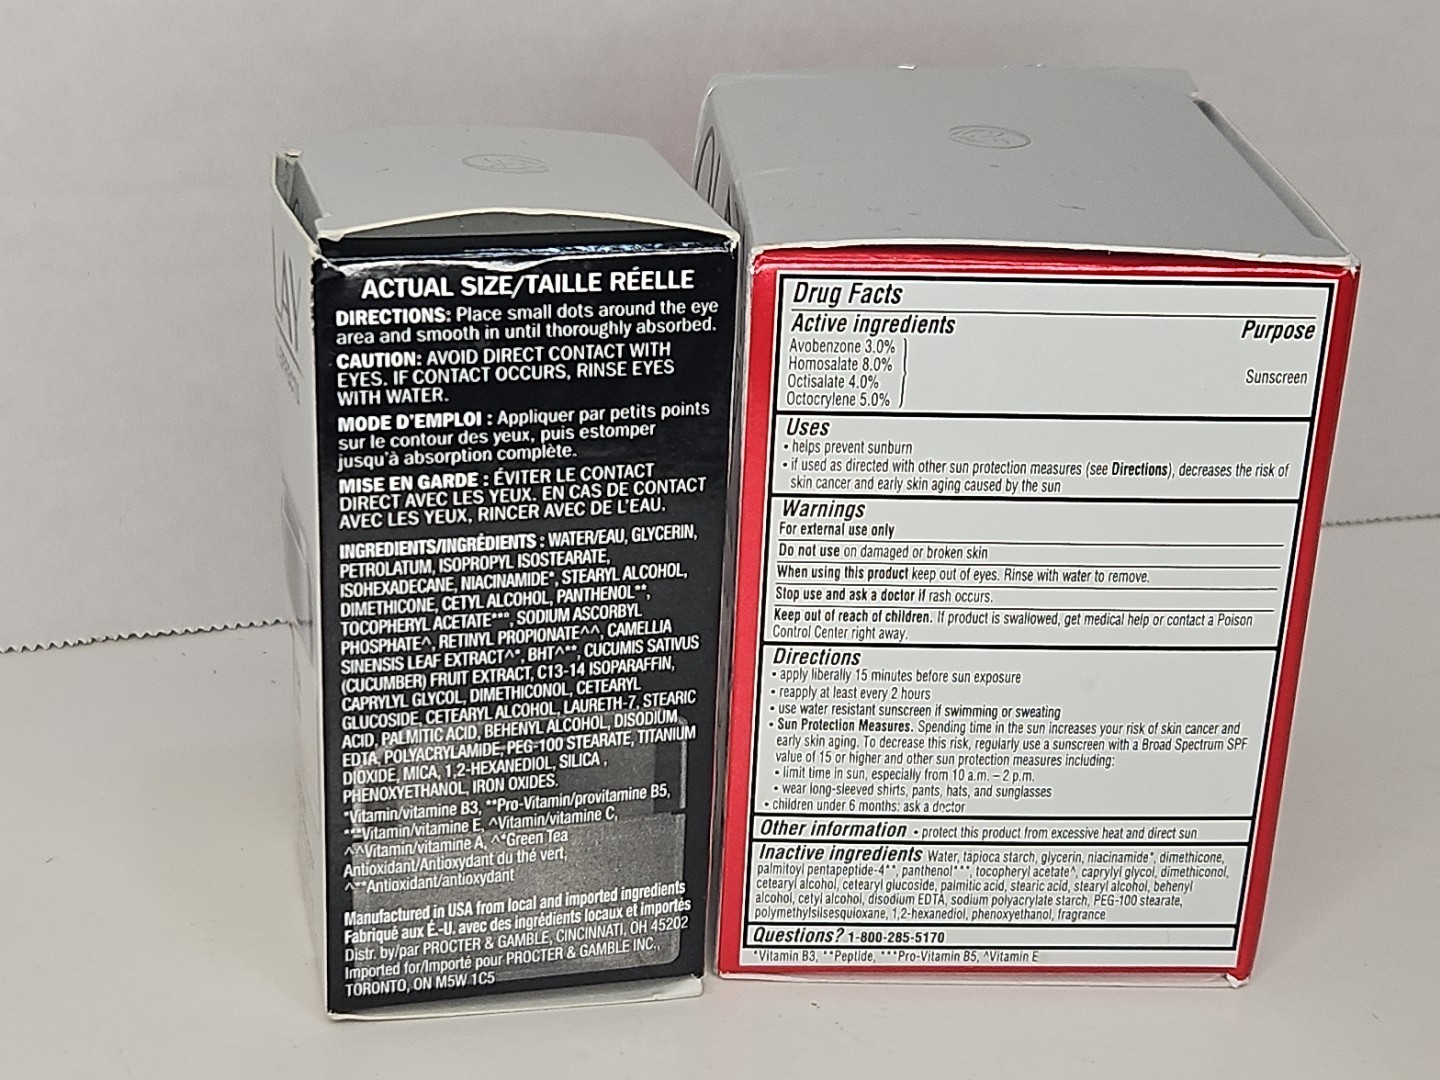 LAY
ACTUAL SIZE/TAILLE RÉELLE
DIRECTIONS: Place small dots around the eye
area and smooth in until thoroughly absorbed.
CAUTION: AVOID DIRECT CONTACT WITH
EYES. IF CONTACT OCCURS, RINSE EYES
WITH WATER.
MODE D'EMPLOI : Appliquer par petits points
sur le contour des yeux, puis estomper
jusqu'à absorption complète.
MISE EN GARDE : ÉVITER LE CONTACT
DIRECT AVEC LES YEUX. EN CAS DE CONTACT
AVEC LES YEUX, RINCER AVEC DE L'EAU.
INGREDIENTS/INGRÉDIENTS : WATER/EAU, GLYCERIN,
PETROLATUM, ISOPROPYL ISOSTEARATE,
ISOHEXADECANE, NIACINAMIDE*, STEARYL ALCOHOL,
DIMETHICONE, CETYL ALCOHOL, PANTHENOL**,
TOCOPHERYL ACETATE***, SODIUM ASCORBYL
PHOSPHATE^, RETINYL PROPIONATE^^, CAMELLIA
SINENSIS LEAF EXTRACT^*, BHT^**, CUCUMIS SATIVUS
(CUCUMBER) FRUIT EXTRACT, C13-14 ISOPARAFFIN,
CAPRYLYL GLYCOL, DIMETHICONOL, CETEARYL
GLUCOSIDE, CETEARYL ALCOHOL, LAURETH-7, STEARIC
ACID, PALMITIC ACID, BEHENYL ALCOHOL, DISODIUM
EDTA, POLYACRYLAMIDE, PEG-100 STEARATE, TITANIUM
DIOXIDE, MICA, 1,2-HEXANEDIOL, SILICA ,
PHENOXYETHANOL, IRON OXIDES.
*Vitamin/vitamine B3, **Pro-Vitamin/provitamine B5,
***Vitamin/vitamine E, ^Vitamin/vitamine C,
^^Vitamin/vitamine A, ^*Green Tea
Antioxidant/Antioxydant du thé vert,
^**Antioxidant/antioxydant
Manufactured in USA from local and imported ingredients
Fabriqué aux É.-U. avec des ingrédients locaux et importés
Distr. by/par PROCTER & GAMBLE, CINCINNATI, OH 45202
Imported for/Importé pour PROCTER & GAMBLE INC.,
TORONTO, ON M5W 1C5
Drug Facts
Active ingredients Purpose
Avobenzone 3.0%
Homosalate 8.0%
Octisalate 4.0% Sunscreen
Octocrylene 5.0%
Uses
• helps prevent sunburn
• if used as directed with other sun protection measures (see Directions), decreases the risk of
skin cancer and early skin aging caused by the sun
Warnings
For external use only
Do not use on damaged or broken skin
When using this product keep out of eyes. Rinse with water to remove.
Stop use and ask a doctor if rash occurs.
Keep out of reach of children. If product is swallowed, get medical help or contact a Poison
Control Center right away.
Directions
• apply liberally 15 minutes before sun exposure
• reapply at least every 2 hours
• use water resistant sunscreen if swimming or sweating
• Sun Protection Measures. Spending time in the sun increases your risk of skin cancer and
early skin aging. To decrease this risk, regularly use a sunscreen with a Broad Spectrum SPF
value of 15 or higher and other sun protection measures including:
• limit time in sun, especially from 10 a.m. – 2 p.m.
• wear long-sleeved shirts, pants, hats, and sunglasses
• children under 6 months: ask a doctor
Other information • protect this product from excessive heat and direct sun
Inactive ingredients Water, tapioca starch, glycerin, niacinamide*, dimethicone,
palmitoyl pentapeptide-4**, panthenol***, tocopheryl acetate^, caprylyl glycol, dimethiconol,
cetearyl alcohol, cetearyl glucoside, palmitic acid, stearic acid, stearyl alcohol, behenyl
alcohol, cetyl alcohol, disodium EDTA, sodium polyacrylate starch, PEG-100 stearate,
polymethylsilsesquioxane, 1,2-hexanediol, phenoxyethanol, fragrance
Questions? 1-800-285-5170
*Vitamin B3, **Peptide, ***Pro-Vitamin B5, ^Vitamin E